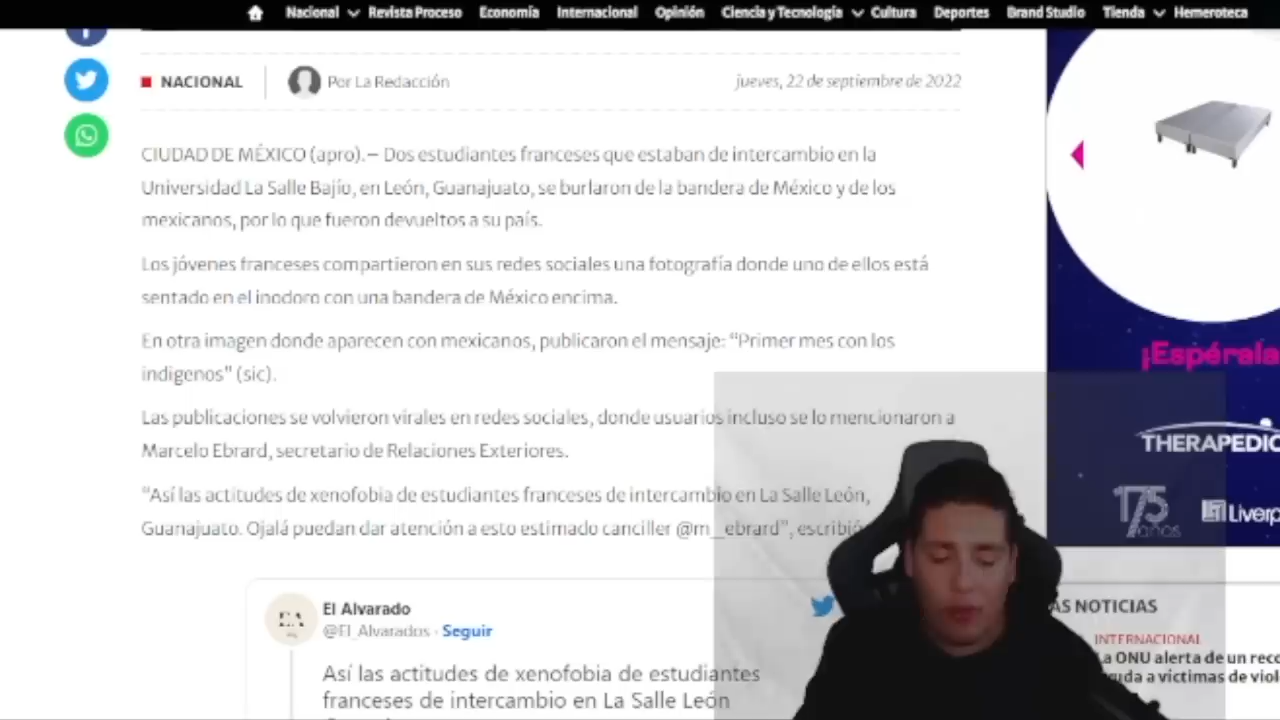 Nacional Revista Proceso Economía Internacional Opinión Ciencia y Tecnología Cultura Deportes Brand Studio Tienda Hemeroteca
NACIONAL Por La Redacción jueves, 22 de septiembre de 2022
CIUDAD DE MÉXICO (apro).– Dos estudiantes franceses que estaban de intercambio en la
Universidad La Salle Bajío, en León, Guanajuato, se burlaron de la bandera de México y de los
mexicanos, por lo que fueron devueltos a su país.
Los jóvenes franceses compartieron en sus redes sociales una fotografía donde uno de ellos está
sentado en el inodoro con una bandera de México encima.
En otra imagen donde aparecen con mexicanos, publicaron el mensaje: “Primer mes con los
indigenos” (sic).
Las publicaciones se volvieron virales en redes sociales, donde usuarios incluso se lo mencionaron a
Marcelo Ebrard, secretario de Relaciones Exteriores.
“Así las actitudes de xenofobia de estudiantes franceses de intercambio en La Salle León,
Guanajuato. Ojalá puedan dar atención a esto estimado canciller @m_ebrard”, escribió
EA
El Alvarado
@El_Alvarados · Seguir
Así las actitudes de xenofobia de estudiantes
franceses de intercambio en La Salle León
¡Espérala
THERAPEDIC
175
años
Liverp
AS NOTICIAS
INTERNACIONAL
La ONU alerta de un rec
uda a víctimas de viol